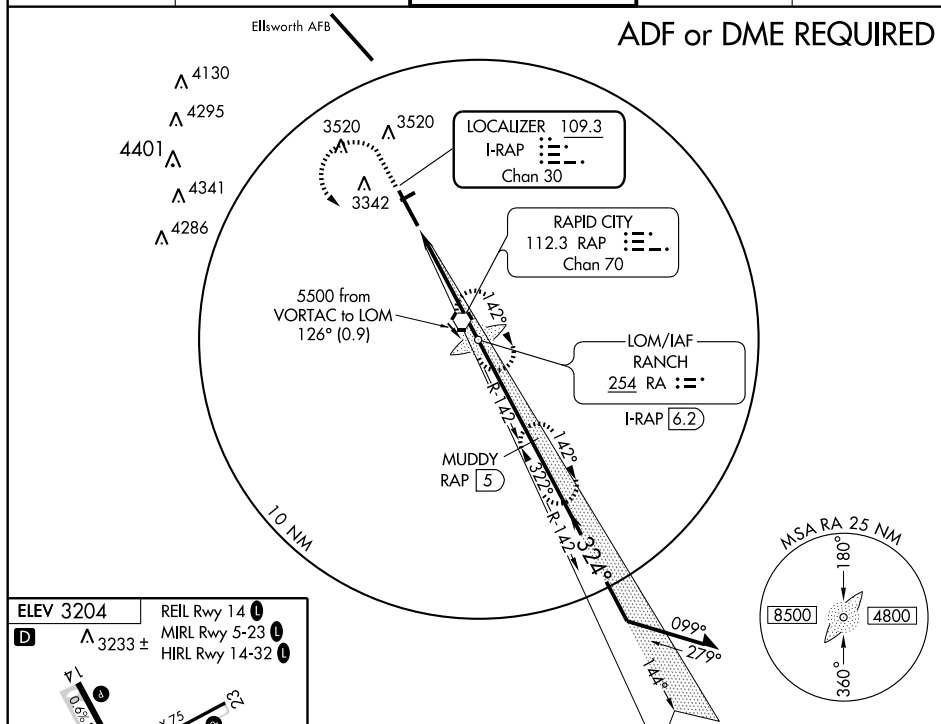 Ellsworth AFB
ADF or DME REQUIRED
4130
4295
4401
4341
4286
3520
3520
3342
LOCALIZER 109.3
I-RAP
Chan 30
RAPID CITY
112.3 RAP
Chan 70
5500 from
VORTAC to LOM
126° (0.9)
142°
LOM/IAF
RANCH
254 RA
I-RAP 6.2
R-142
MUDDY
RAP 5
142°
322°
R-142
324°
10 NM
099°
279°
144°
MSA RA 25 NM
180°
8500
4800
360°
ELEV 3204
D
3233 ±
REIL Rwy 14 L
MIRL Rwy 5-23 L
HIRL Rwy 14-32 L
14
0.6%
P
23